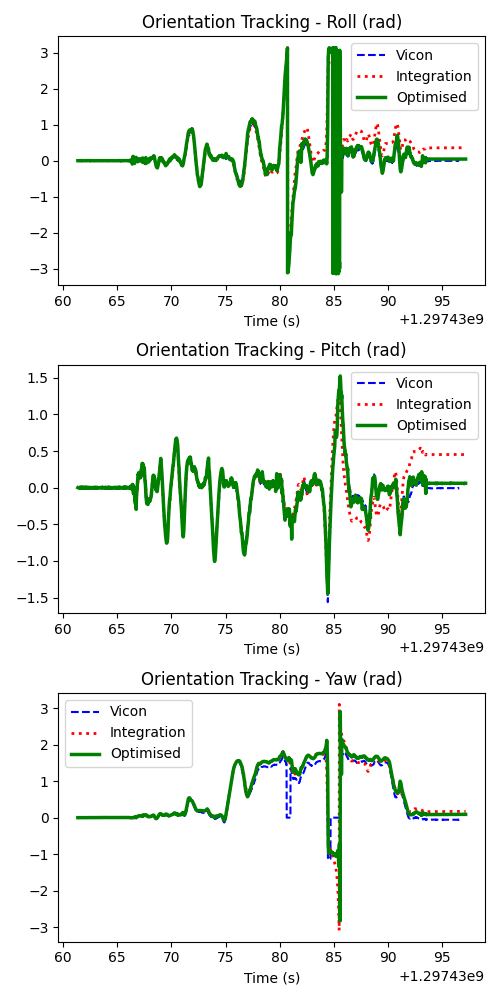 Orientation Tracking - Roll (rad)
3
2
1
0
−1
−2
−3
Vicon
Integration
Optimised
60 65 70 75 80 85 90 95
Time (s)
+1.29743e9
Orientation Tracking - Pitch (rad)
1.5
1.0
0.5
0.0
−0.5
−1.0
−1.5
Vicon
Integration
Optimised
60 65 70 75 80 85 90 95
Time (s)
+1.29743e9
Orientation Tracking - Yaw (rad)
3
2
1
0
−1
−2
−3
Vicon
Integration
Optimised
60 65 70 75 80 85 90 95
Time (s)
+1.29743e9